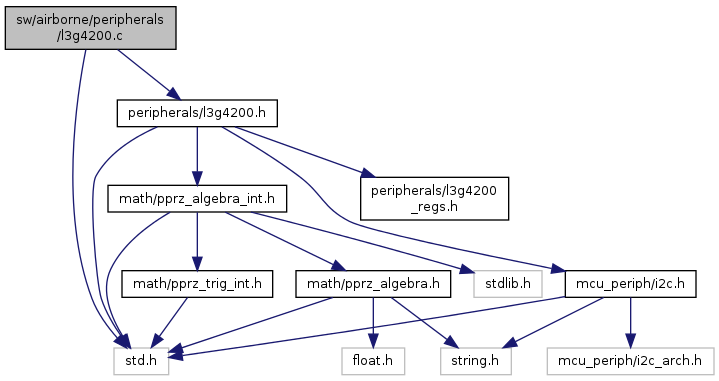 sw/airborne/peripherals
/l3g4200.c
peripherals/l3g4200.h
peripherals/l3g4200
_regs.h
math/pprz_algebra_int.h
math/pprz_trig_int.h
math/pprz_algebra.h
stdlib.h
mcu_periph/i2c.h
std.h
float.h
string.h
mcu_periph/i2c_arch.h